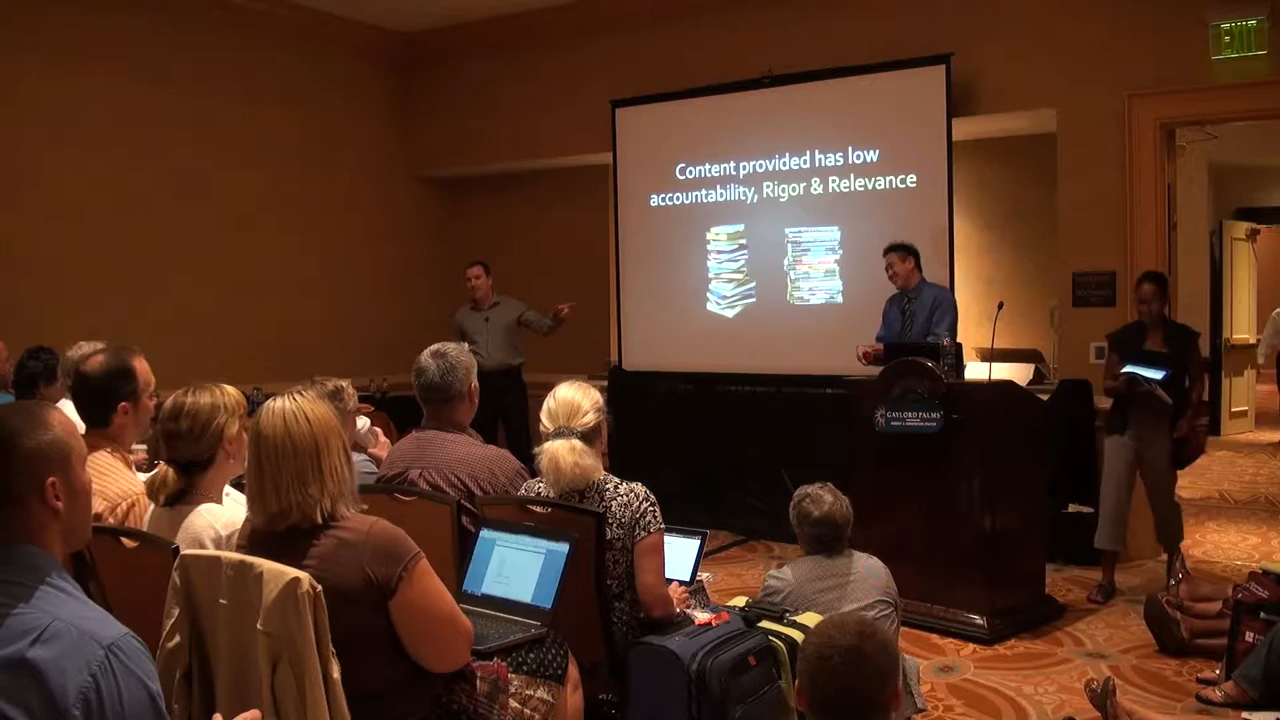 EXIT
Content provided has low
accountability, Rigor & Relevance
GAYLORD PALMS